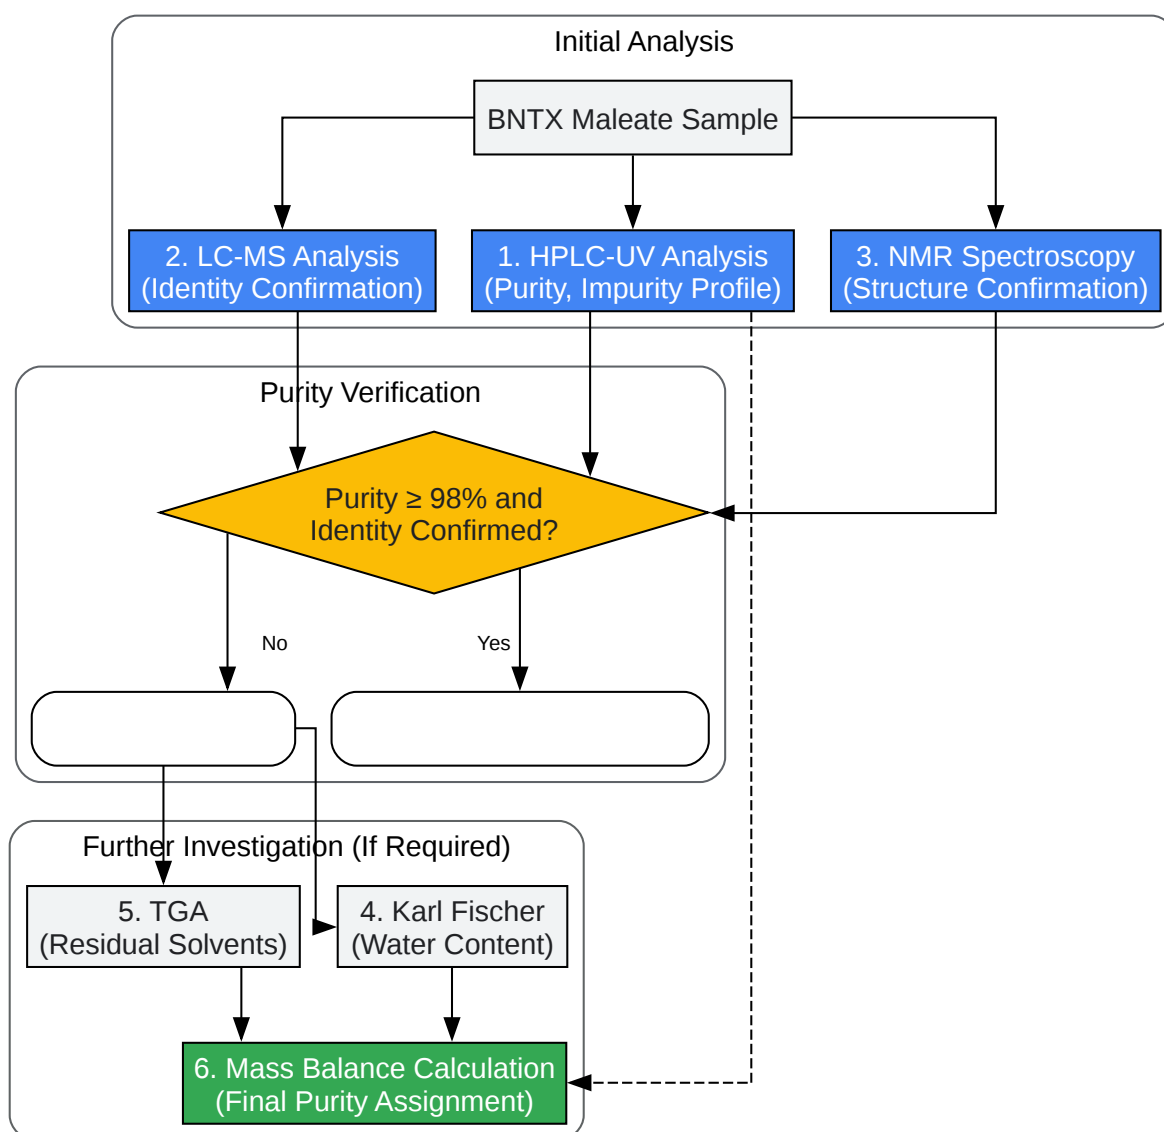 Initial Analysis
BNTX Maleate Sample
2. LC-MS Analysis
(Identity Confirmation)
1. HPLC-UV Analysis
(Purity, Impurity Profile)
3. NMR Spectroscopy
(Structure Confirmation)
Purity Verification
Purity ≥ 98% and
Identity Confirmed?
No
Yes
Further Investigation (If Required)
5. TGA
(Residual Solvents)
4. Karl Fischer
(Water Content)
6. Mass Balance Calculation
(Final Purity Assignment)